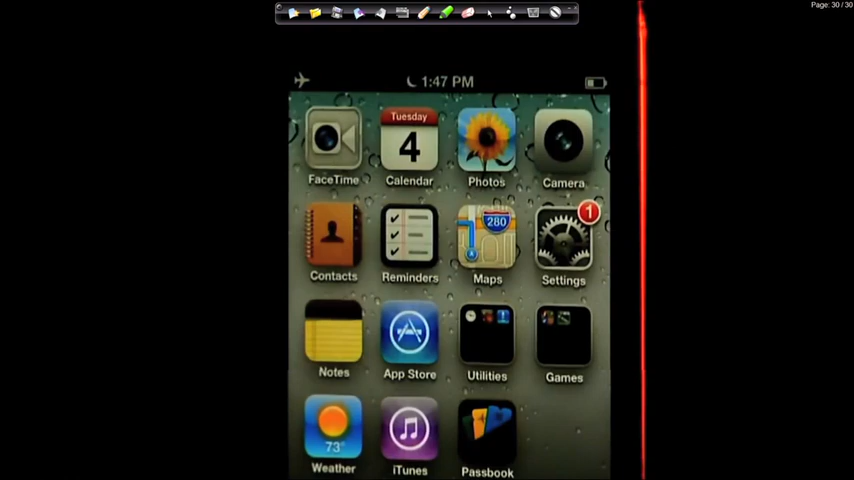 Page: 30 / 30
1:47 PM
Tuesday
4
FaceTime
Calendar
Photos
Camera
280
1
Contacts
Reminders
Maps
Settings
Notes
App Store
Utilities
Games
73°
Weather
iTunes
Passbook